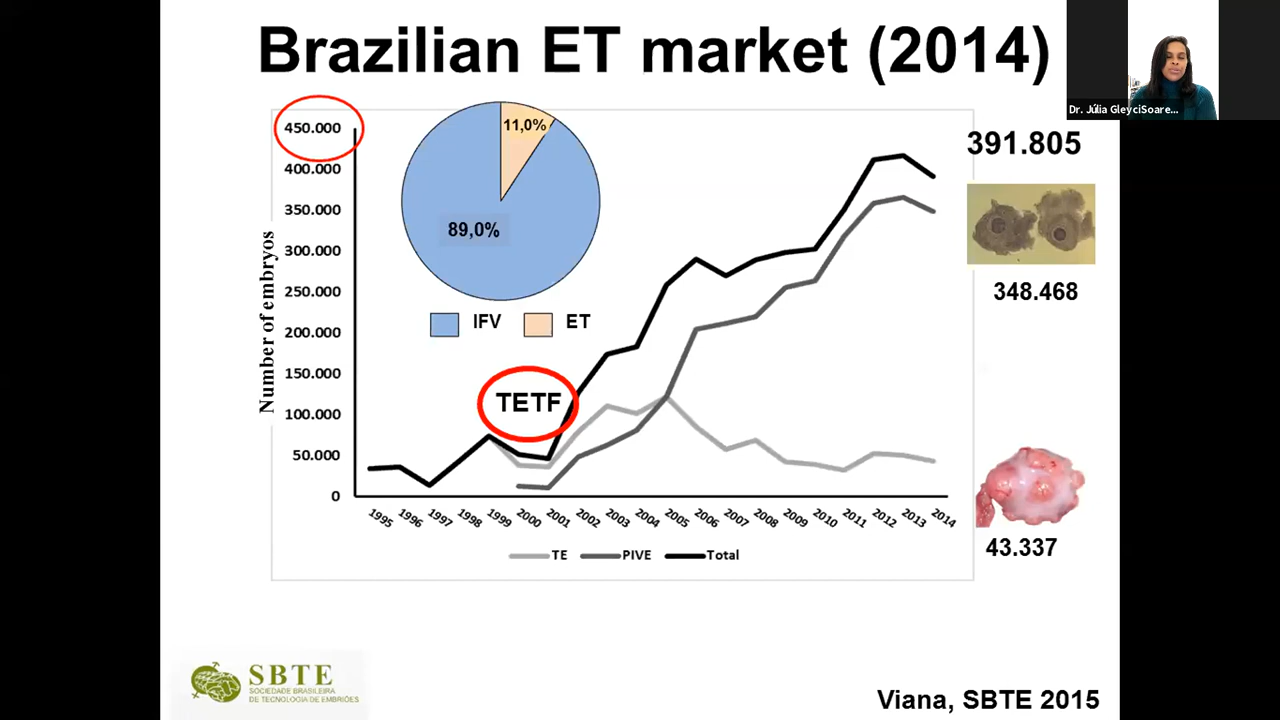 Brazilian ET market (2014)
Dr. Júlia GleyciSoare...
450.000
400.000
350.000
300.000
250.000
200.000
150.000
100.000
50.000
0
Number of embryos
11,0%
89,0%
IFV
ET
TETF
1995
1996
1997
1998
1999
2000
2001
2002
2003
2004
2005
2006
2007
2008
2009
2010
2011
2012
2013
2014
TE
PIVE
Total
391.805
348.468
43.337
SBTE
SOCIEDADE BRASILEIRA
DE TECNOLOGIA DE EMBRIÕES
Viana, SBTE 2015